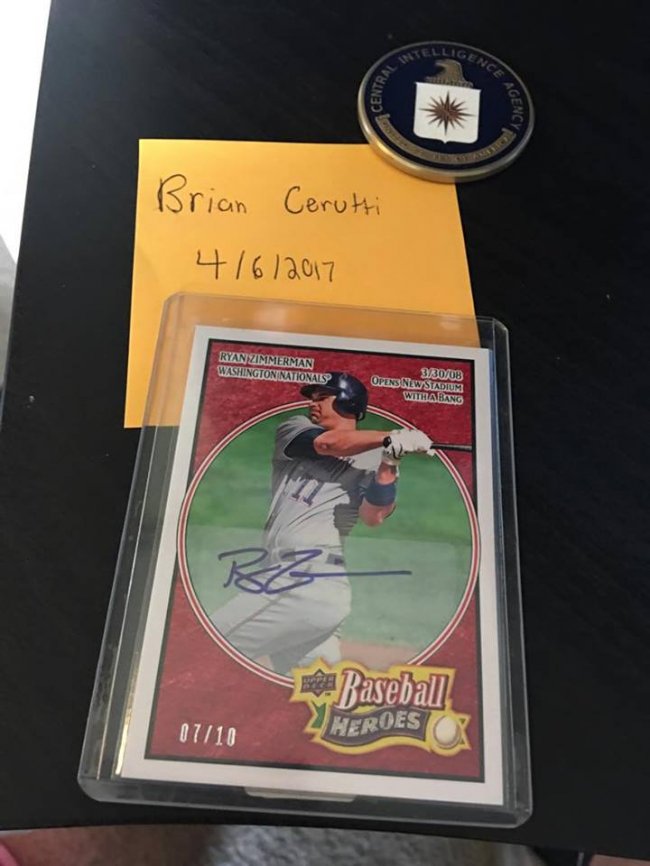 CENTRAL INTELLIGENCE AGENCY
Brian Cerutti
4/6/2017
RYAN ZIMMERMAN
WASHINGTON NATIONALS®
3/30/08
OPENS NEW STADIUM
WITH A BANG
11
UPPER
DECK
Baseball
HEROES
07/10